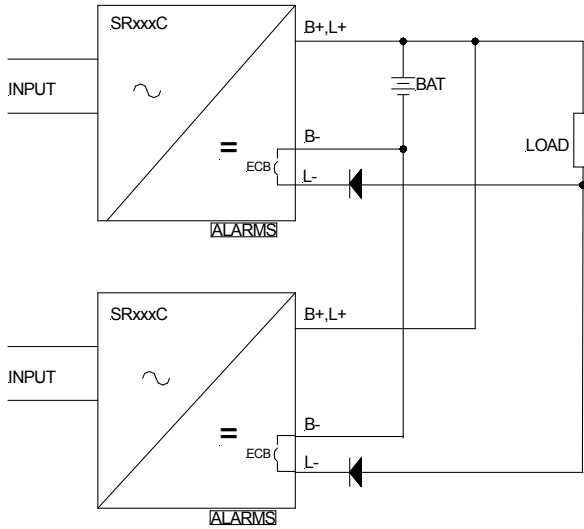 SRxxxC
B+,L+
INPUT
BAT
B-
LOAD
ECB
L-
ALARMS
SRxxxC
B+,L+
INPUT
B-
ECB
L-
ALARMS